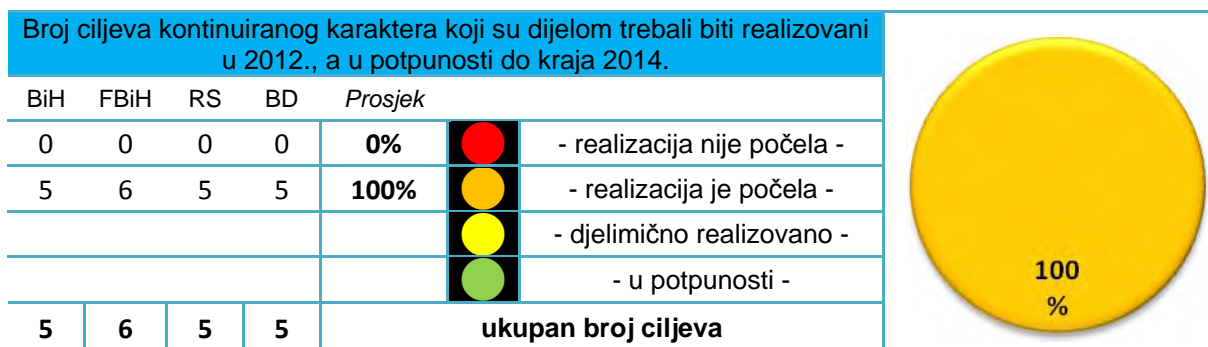 Broj ciljeva kontinuiranog karaktera koji su dijelom trebali biti realizovani
u 2012., a u potpunosti do kraja 2014.
BiH FBiH RS BD Prosjek
0 0 0 0 0% - realizacija nije počela -
5 6 5 5 100% - realizacija je počela -
- djelimično realizovano -
- u potpunosti -
5 6 5 5 ukupan broj ciljeva
100
%